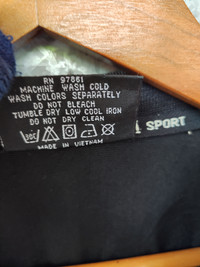 RN 97861
MACHINE WASH COLD
WASH COLORS SEPARATELY
DO NOT BLEACH
TUMBLE DRY LOW COOL IRON
DO NOT DRY CLEAN
MADE IN VIETNAM
SPORT